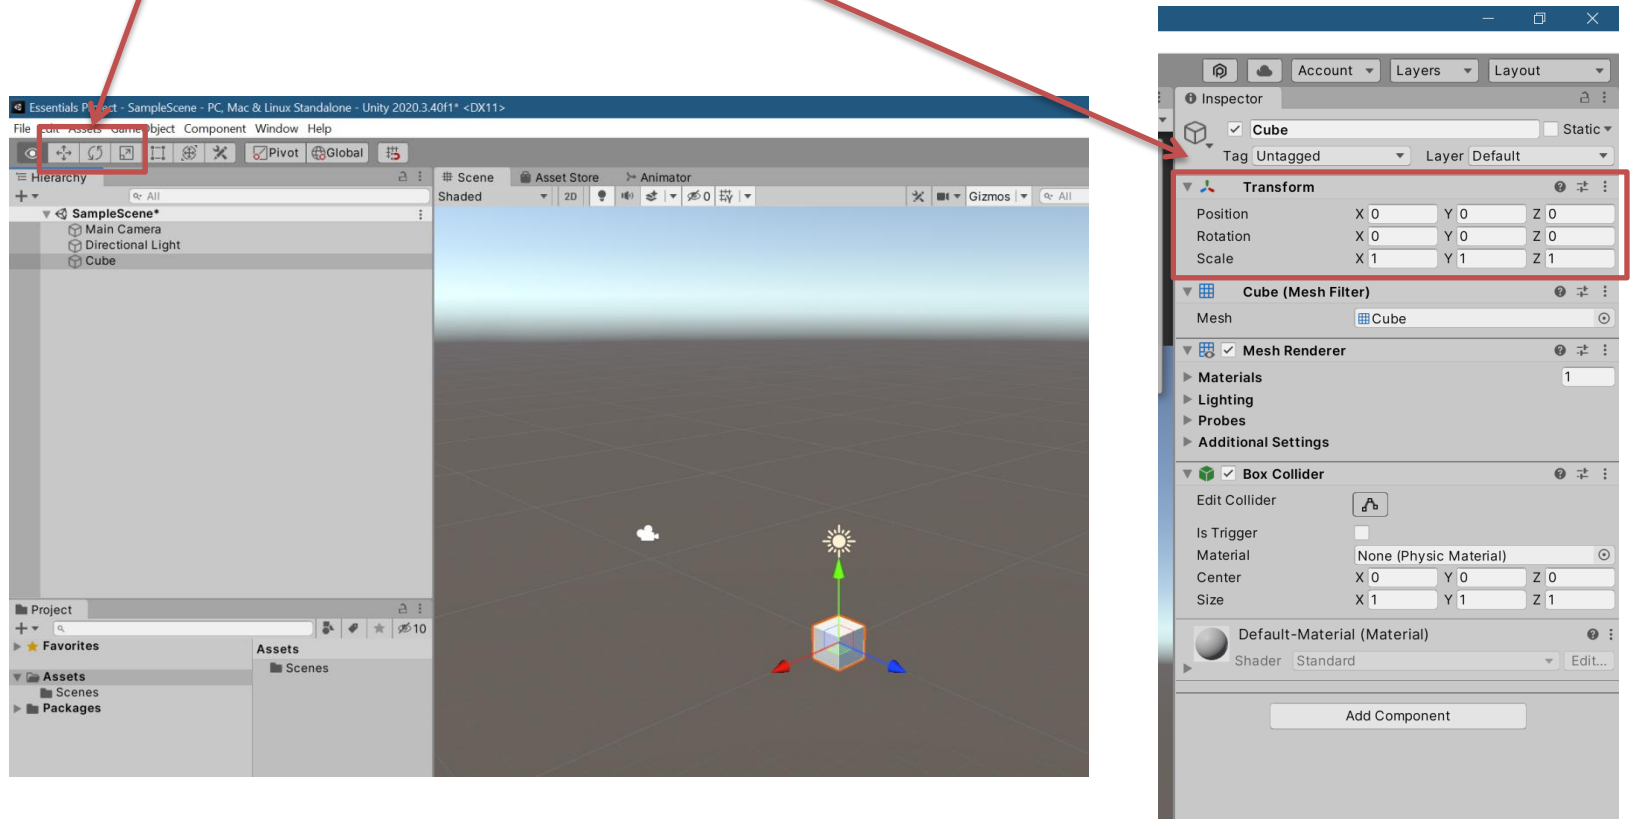 Essentials Project - SampleScene - PC, Mac & Linux Standalone - Unity 2020.3.40f1* <DX11>
File Edit Assets GameObject Component Window Help
Pivot Global
Hierarchy
All
SampleScene*
Main Camera
Directional Light
Cube
Scene Asset Store Animator
Shaded 2D 0 Gizmos All
Project
10
Favorites
Assets
Scenes
Packages
Assets
Scenes
Account Layers Layout
Inspector
Cube Static
Tag Untagged Layer Default
Transform
Position X 0 Y 0 Z 0
Rotation X 0 Y 0 Z 0
Scale X 1 Y 1 Z 1
Cube (Mesh Filter)
Mesh Cube
Mesh Renderer
Materials 1
Lighting
Probes
Additional Settings
Box Collider
Edit Collider
Is Trigger
Material None (Physic Material)
Center X 0 Y 0 Z 0
Size X 1 Y 1 Z 1
Default-Material (Material)
Shader Standard Edit...
Add Component